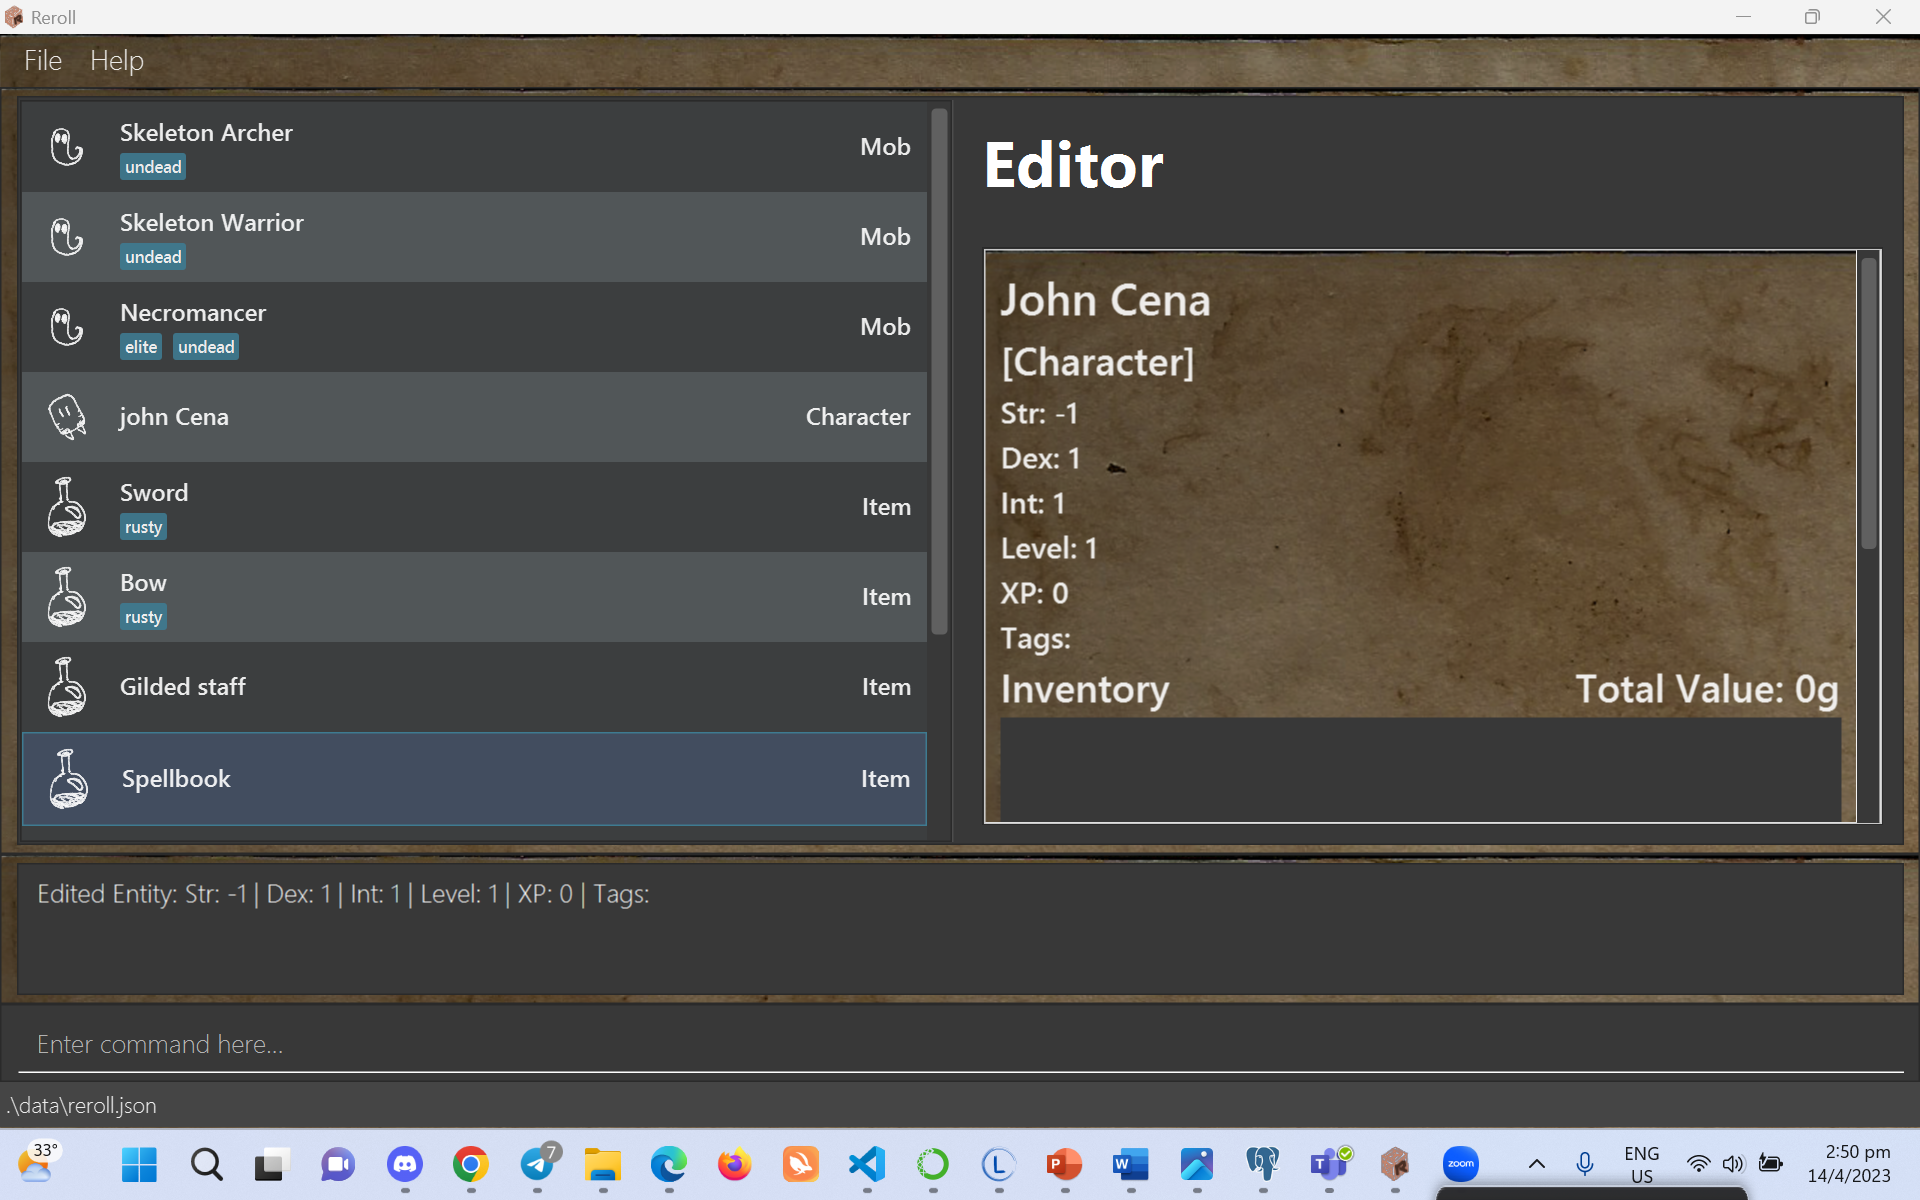 Reroll
File Help
Skeleton Archer
undead
Mob
Skeleton Warrior
undead
Mob
Necromancer
elite undead
Mob
john Cena
Character
Sword
rusty
Item
Bow
rusty
Item
Gilded staff
Item
Spellbook
Item
Editor
John Cena
[Character]
Str: -1
Dex: 1
Int: 1
Level: 1
XP: 0
Tags:
Inventory
Total Value: 0g
Edited Entity: Str: -1 | Dex: 1 | Int: 1 | Level: 1 | XP: 0 | Tags:
Enter command here...
.\data\reroll.json
33°
7
L
P
W
T
zoom
ENG
US
2:50 pm
14/4/2023